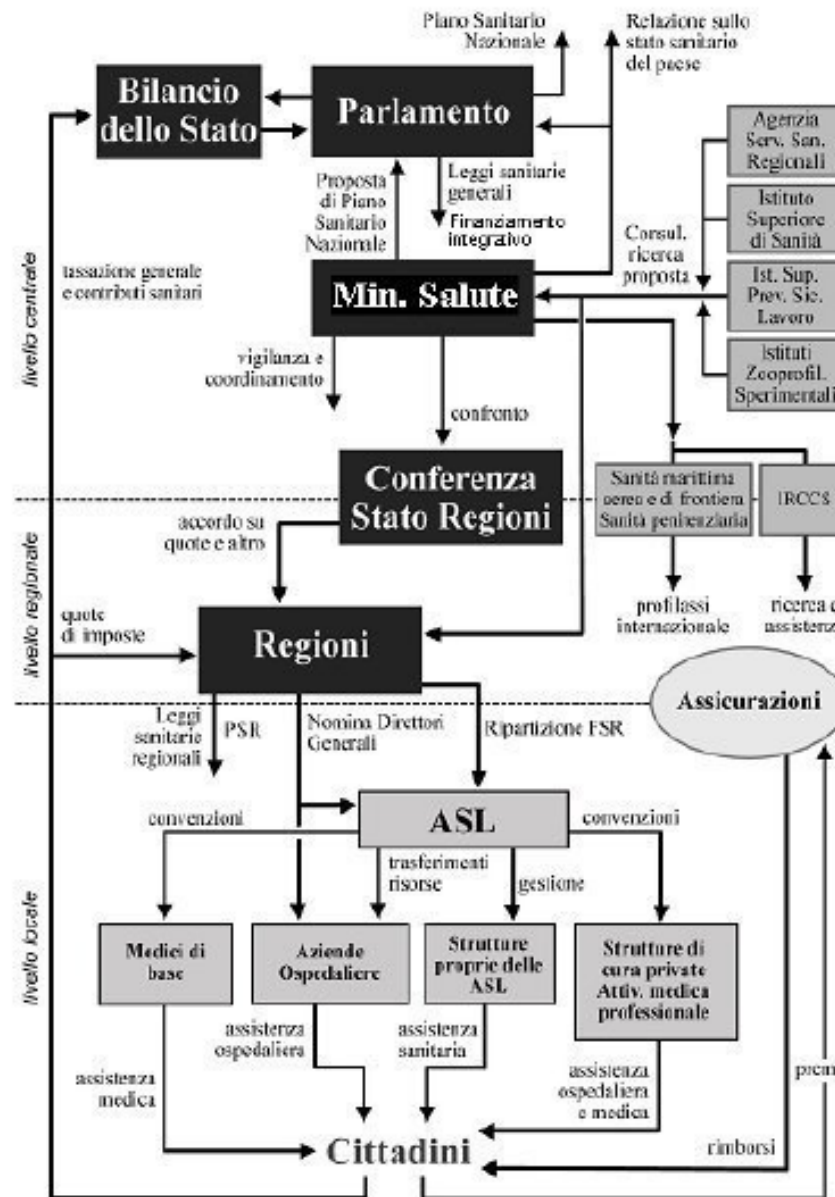 Piano Sanitario
Nazionale
Relazione sullo
stato sanitario
del paese
Bilancio
dello Stato
Parlamento
Agenzia
Serv. San.
Regionali
Proposta
di Piano
Sanitario
Nazionale
Leggi sanitarie
generali
Finanziamento
integrativo
Istituto
Superiore
di Sanità
Consul.
ricerca
proposta
tassazione generale
e contributi sanitari
Min. Salute
Ist. Sup.
Prev. Sic.
Lavoro
livello centrale
vigilanza e
coordinamento
Istituti
Zooprofil.
Sperimentali
confronto
Conferenza
Stato Regioni
Sanità marittima
aerea e di frontiera
Sanità penitenziaria
IRCCS
accordo su
quote e altro
livello regionale
quote
di imposte
profilassi
internazionale
ricerca e
assistenz
Regioni
Assicurazioni
Leggi
sanitarie
regionali
PSR
Nomina Direttori
Generali
Ripartizione FSR
convenzioni
ASL
convenzioni
trasferimenti
risorse
gestione
livello locale
Medici di
base
Aziende
Ospedaliere
Strutture
proprie delle
ASL
Strutture di
cura private
Attiv. medica
professionale
assistenza
ospedaliera
assistenza
sanitaria
assistenza
medica
assistenza
ospedaliera
e medica
prem
Cittadini
rimborsi